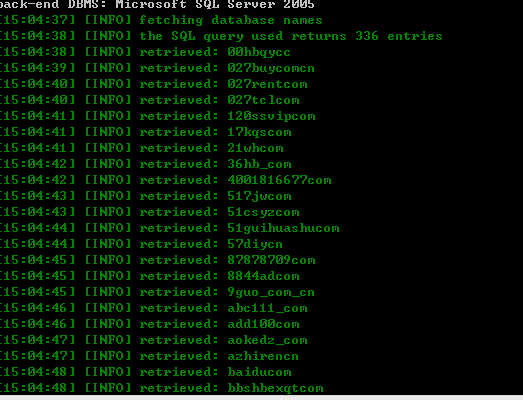 back-end DBMS: Microsoft SQL Server 2005
[15:04:37] [INFO] fetching database names
[15:04:38] [INFO] the SQL query used returns 336 entries
[15:04:38] [INFO] retrieved: 00hbqycc
[15:04:39] [INFO] retrieved: 027buycomcn
[15:04:40] [INFO] retrieved: 027rentcom
[15:04:40] [INFO] retrieved: 027tclcom
[15:04:41] [INFO] retrieved: 120ssvipcom
[15:04:41] [INFO] retrieved: 17kqscom
[15:04:41] [INFO] retrieved: 21whcom
[15:04:42] [INFO] retrieved: 36hb_com
[15:04:42] [INFO] retrieved: 4001816677com
[15:04:43] [INFO] retrieved: 517jwcom
[15:04:43] [INFO] retrieved: 51csyzcom
[15:04:44] [INFO] retrieved: 51guihuashucom
[15:04:44] [INFO] retrieved: 57diycn
[15:04:45] [INFO] retrieved: 87878709com
[15:04:45] [INFO] retrieved: 8844adcom
[15:04:45] [INFO] retrieved: 9guo_com_cn
[15:04:46] [INFO] retrieved: abc111_com
[15:04:46] [INFO] retrieved: add100com
[15:04:47] [INFO] retrieved: aokedz_com
[15:04:47] [INFO] retrieved: azhirencn
[15:04:48] [INFO] retrieved: baiducom
[15:04:48] [INFO] retrieved: bbshbexqtcom